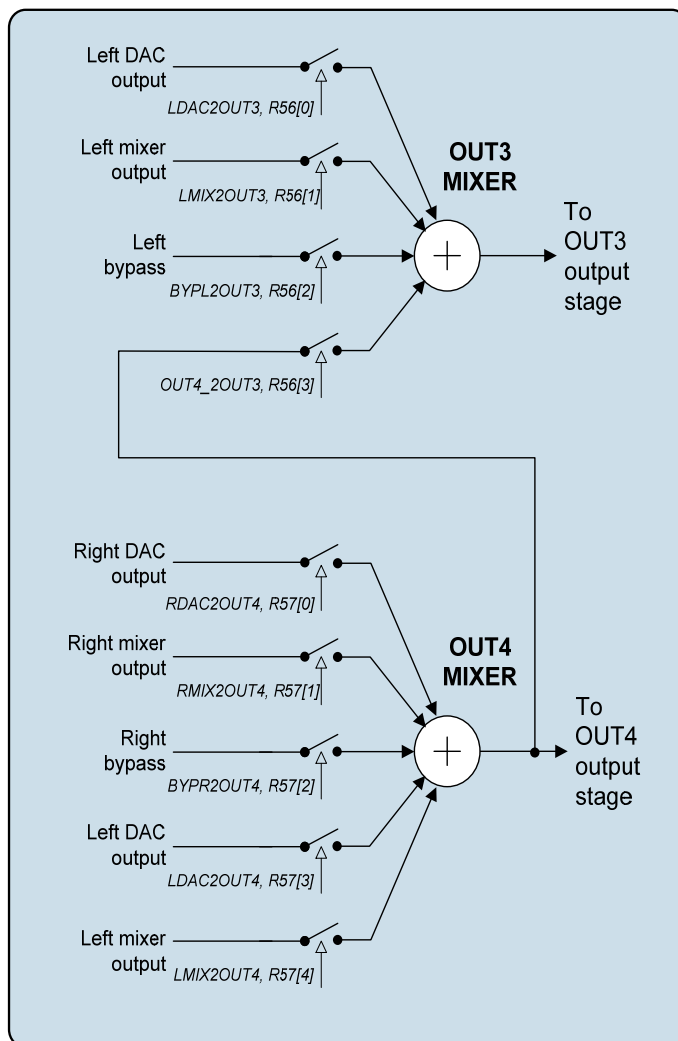 Left DAC
output
LDAC2OUT3, R56[0]
Left mixer
output
LMIX2OUT3, R56[1]
OUT3
MIXER
Left
bypass
BYPL2OUT3, R56[2]
To
OUT3
output
stage
OUT4_2OUT3, R56[3]
Right DAC
output
RDAC2OUT4, R57[0]
Right mixer
output
RMIX2OUT4, R57[1]
OUT4
MIXER
Right
bypass
BYPR2OUT4, R57[2]
To
OUT4
output
stage
Left DAC
output
LDAC2OUT4, R57[3]
Left mixer
output
LMIX2OUT4, R57[4]